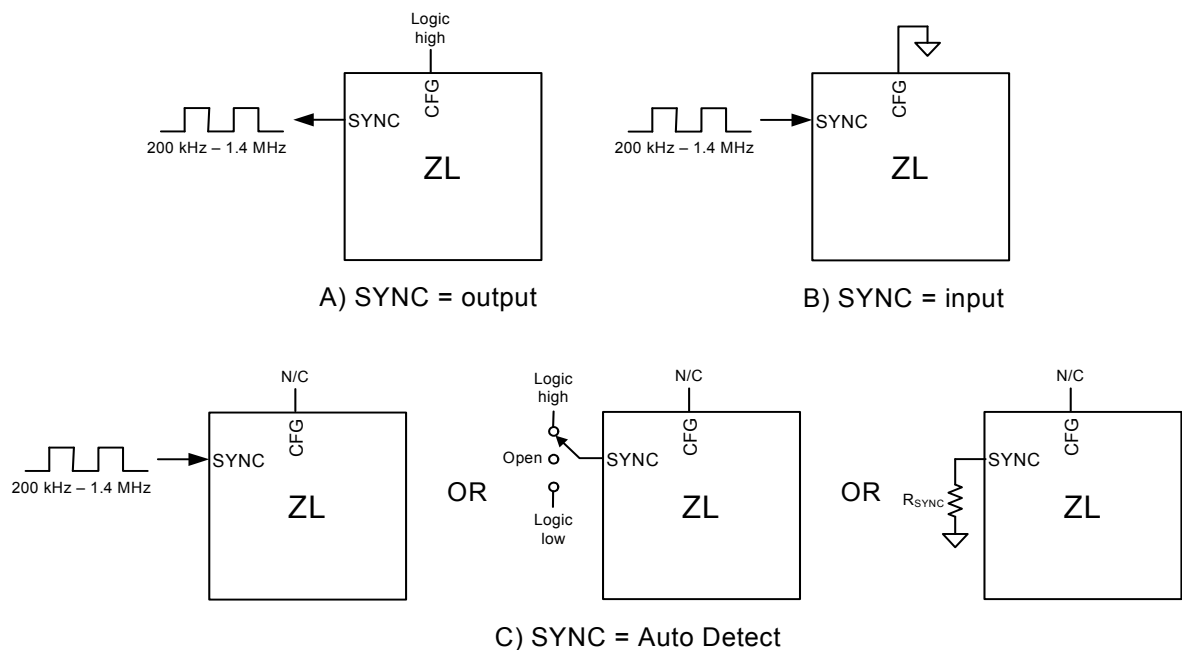 Logic
high
CFG
SYNC
200 kHz – 1.4 MHz
ZL
A) SYNC = output
CFG
SYNC
200 kHz – 1.4 MHz
ZL
B) SYNC = input
N/C
CFG
SYNC
200 kHz – 1.4 MHz
ZL
OR
Logic
high
Open
Logic
low
N/C
CFG
SYNC
ZL
OR
N/C
CFG
SYNC
RSYNC
ZL
C) SYNC = Auto Detect